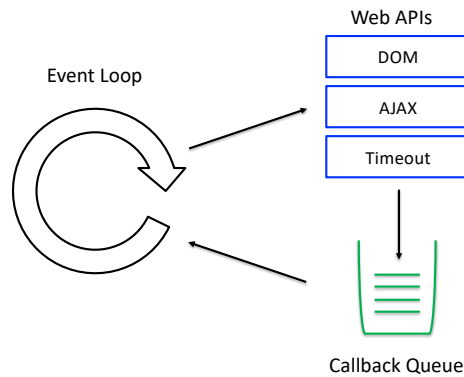 Web APIs
Event Loop
DOM
AJAX
Timeout
Callback Queue